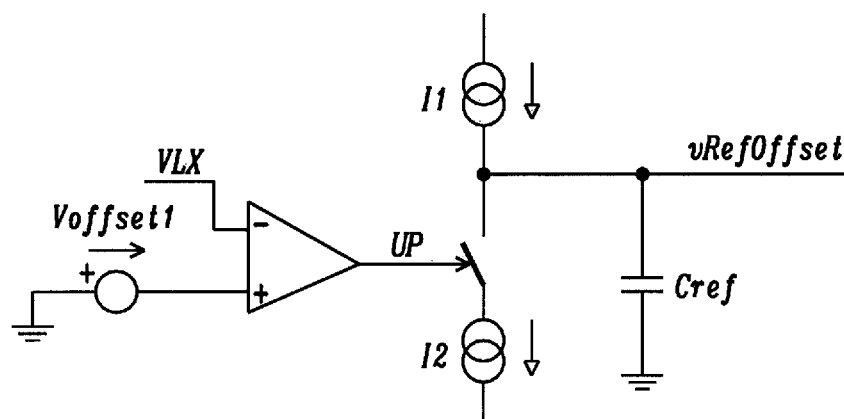 I1
vRefOffset
VLX
Voffset1
+
-
+
UP
Cref
I2